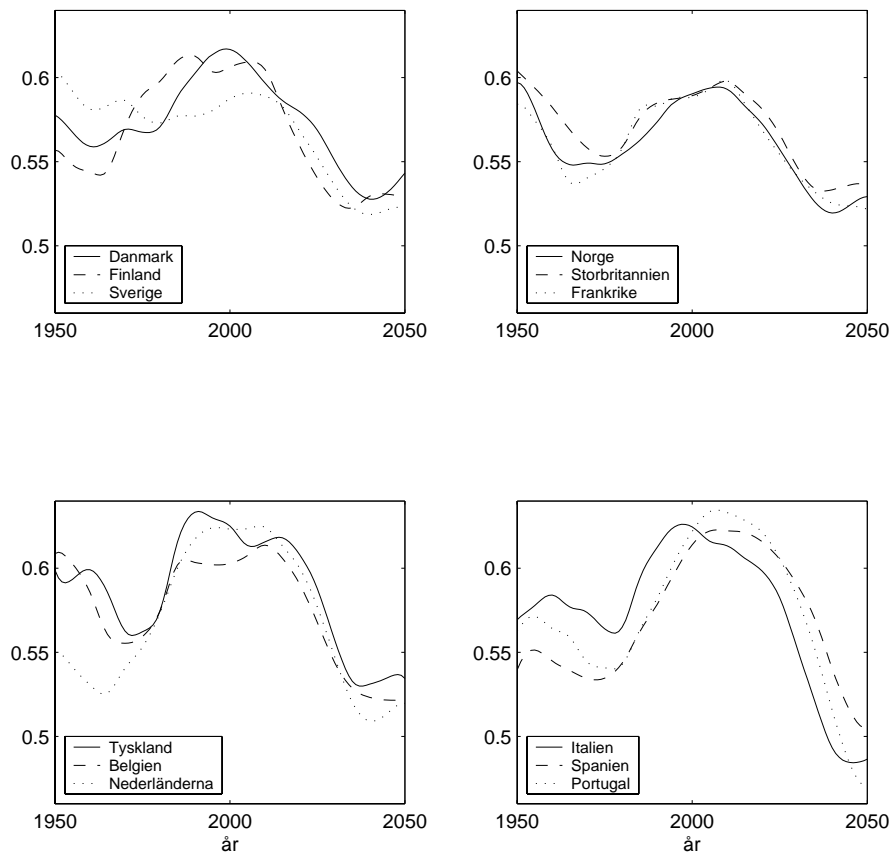 0.6
0.55
0.5
Danmark
Finland
Sverige
1950
2000
2050
0.6
0.55
0.5
Norge
Storbritannien
Frankrike
1950
2000
2050
0.6
0.55
0.5
Tyskland
Belgien
Nederländerna
1950
2000
2050
år
0.6
0.55
0.5
Italien
Spanien
Portugal
1950
2000
2050
år